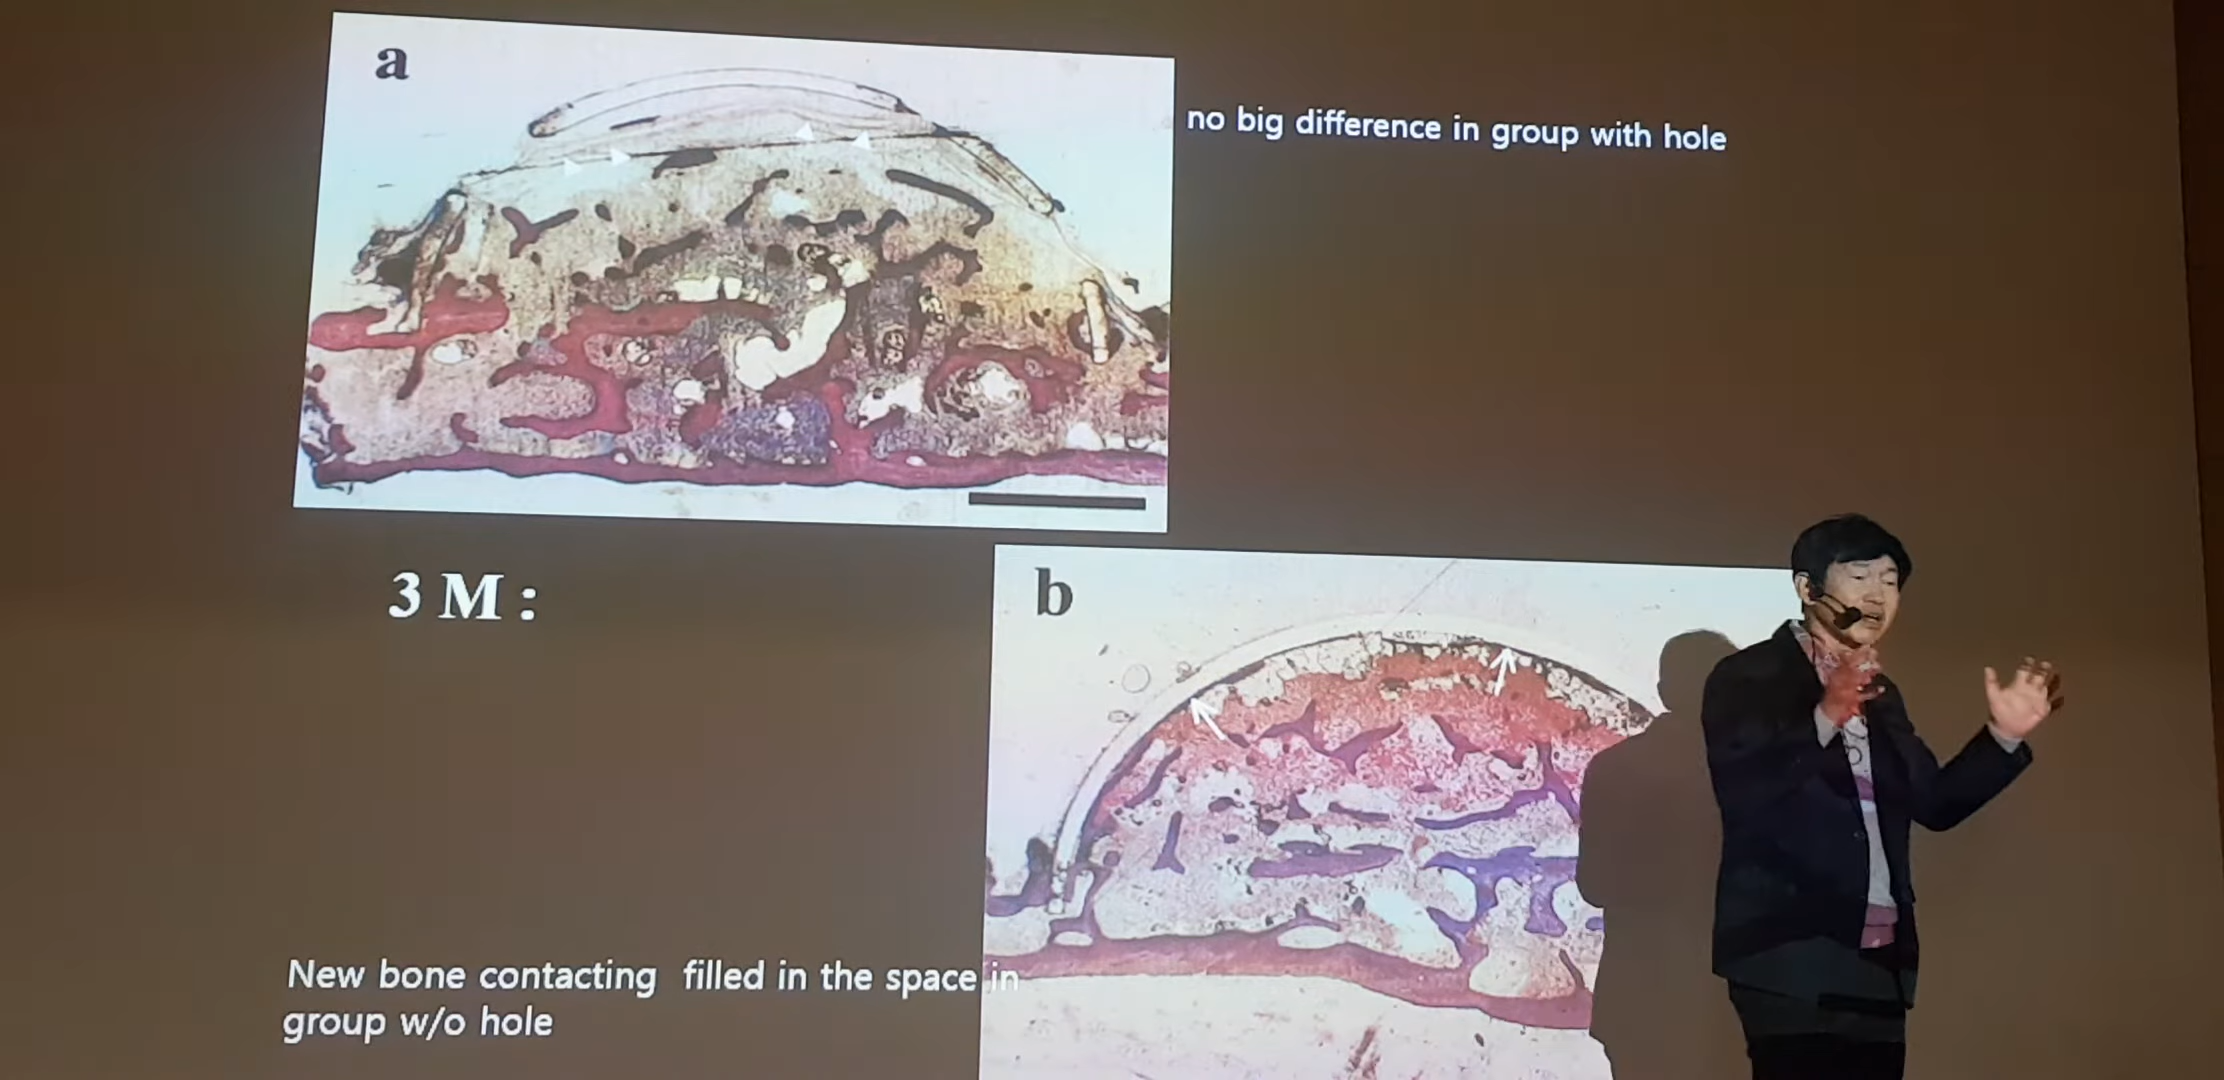 a
no big difference in group with hole
3 M :
b
New bone contacting filled in the space in
group w/o hole